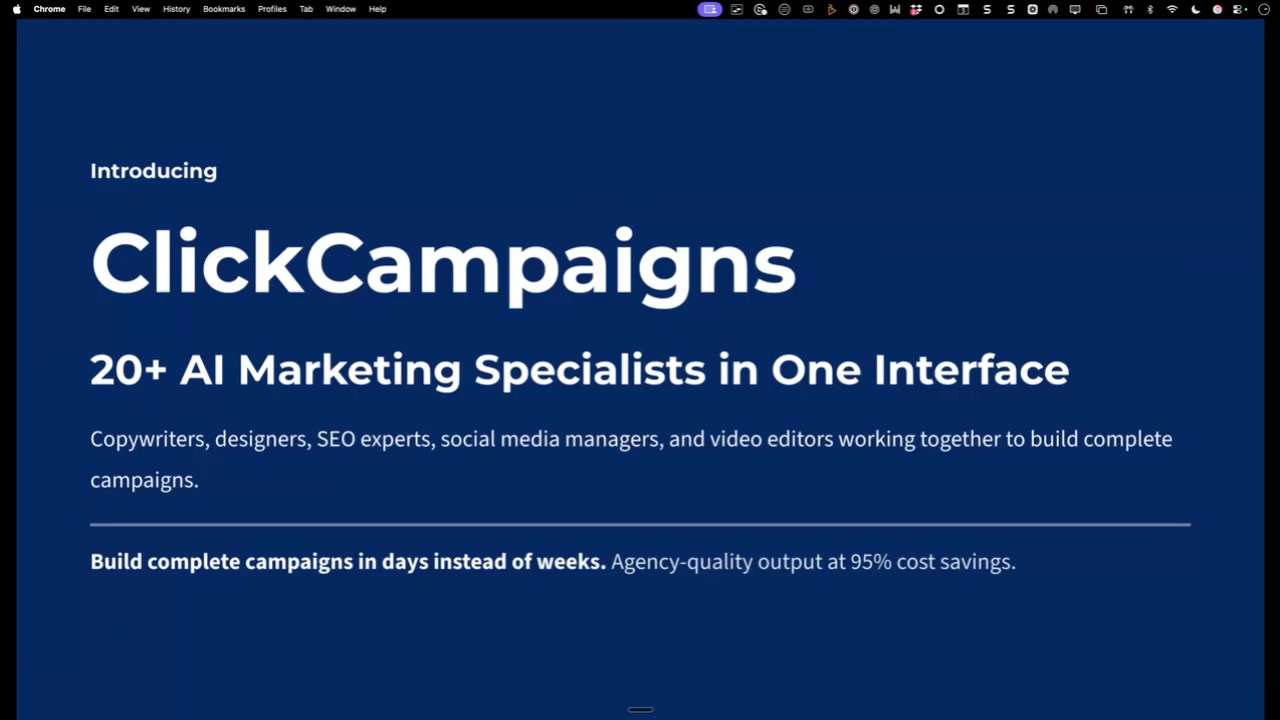 Chrome File Edit View History Bookmarks Profiles Tab Window Help
Introducing
ClickCampaigns
20+ AI Marketing Specialists in One Interface
Copywriters, designers, SEO experts, social media managers, and video editors working together to build complete
campaigns.
Build complete campaigns in days instead of weeks. Agency-quality output at 95% cost savings.